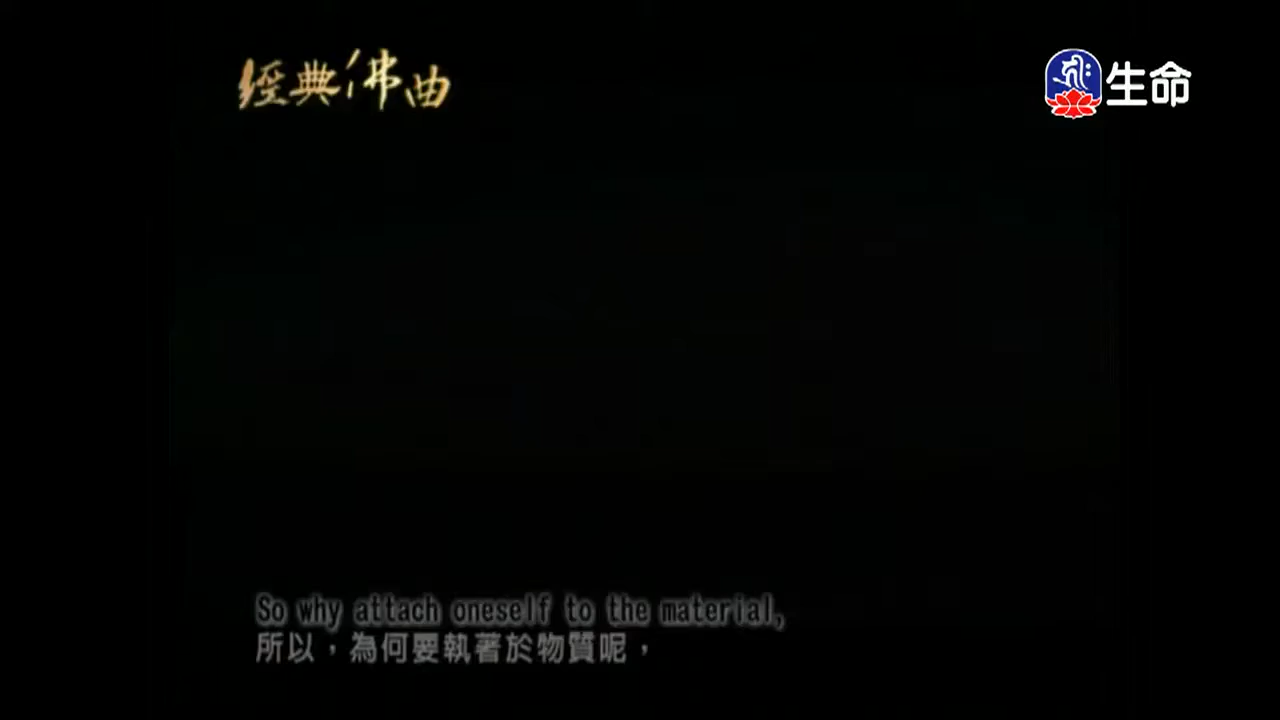 經典佛曲
生命
So why attach oneself to the material,
所以，為何要執著於物質呢，